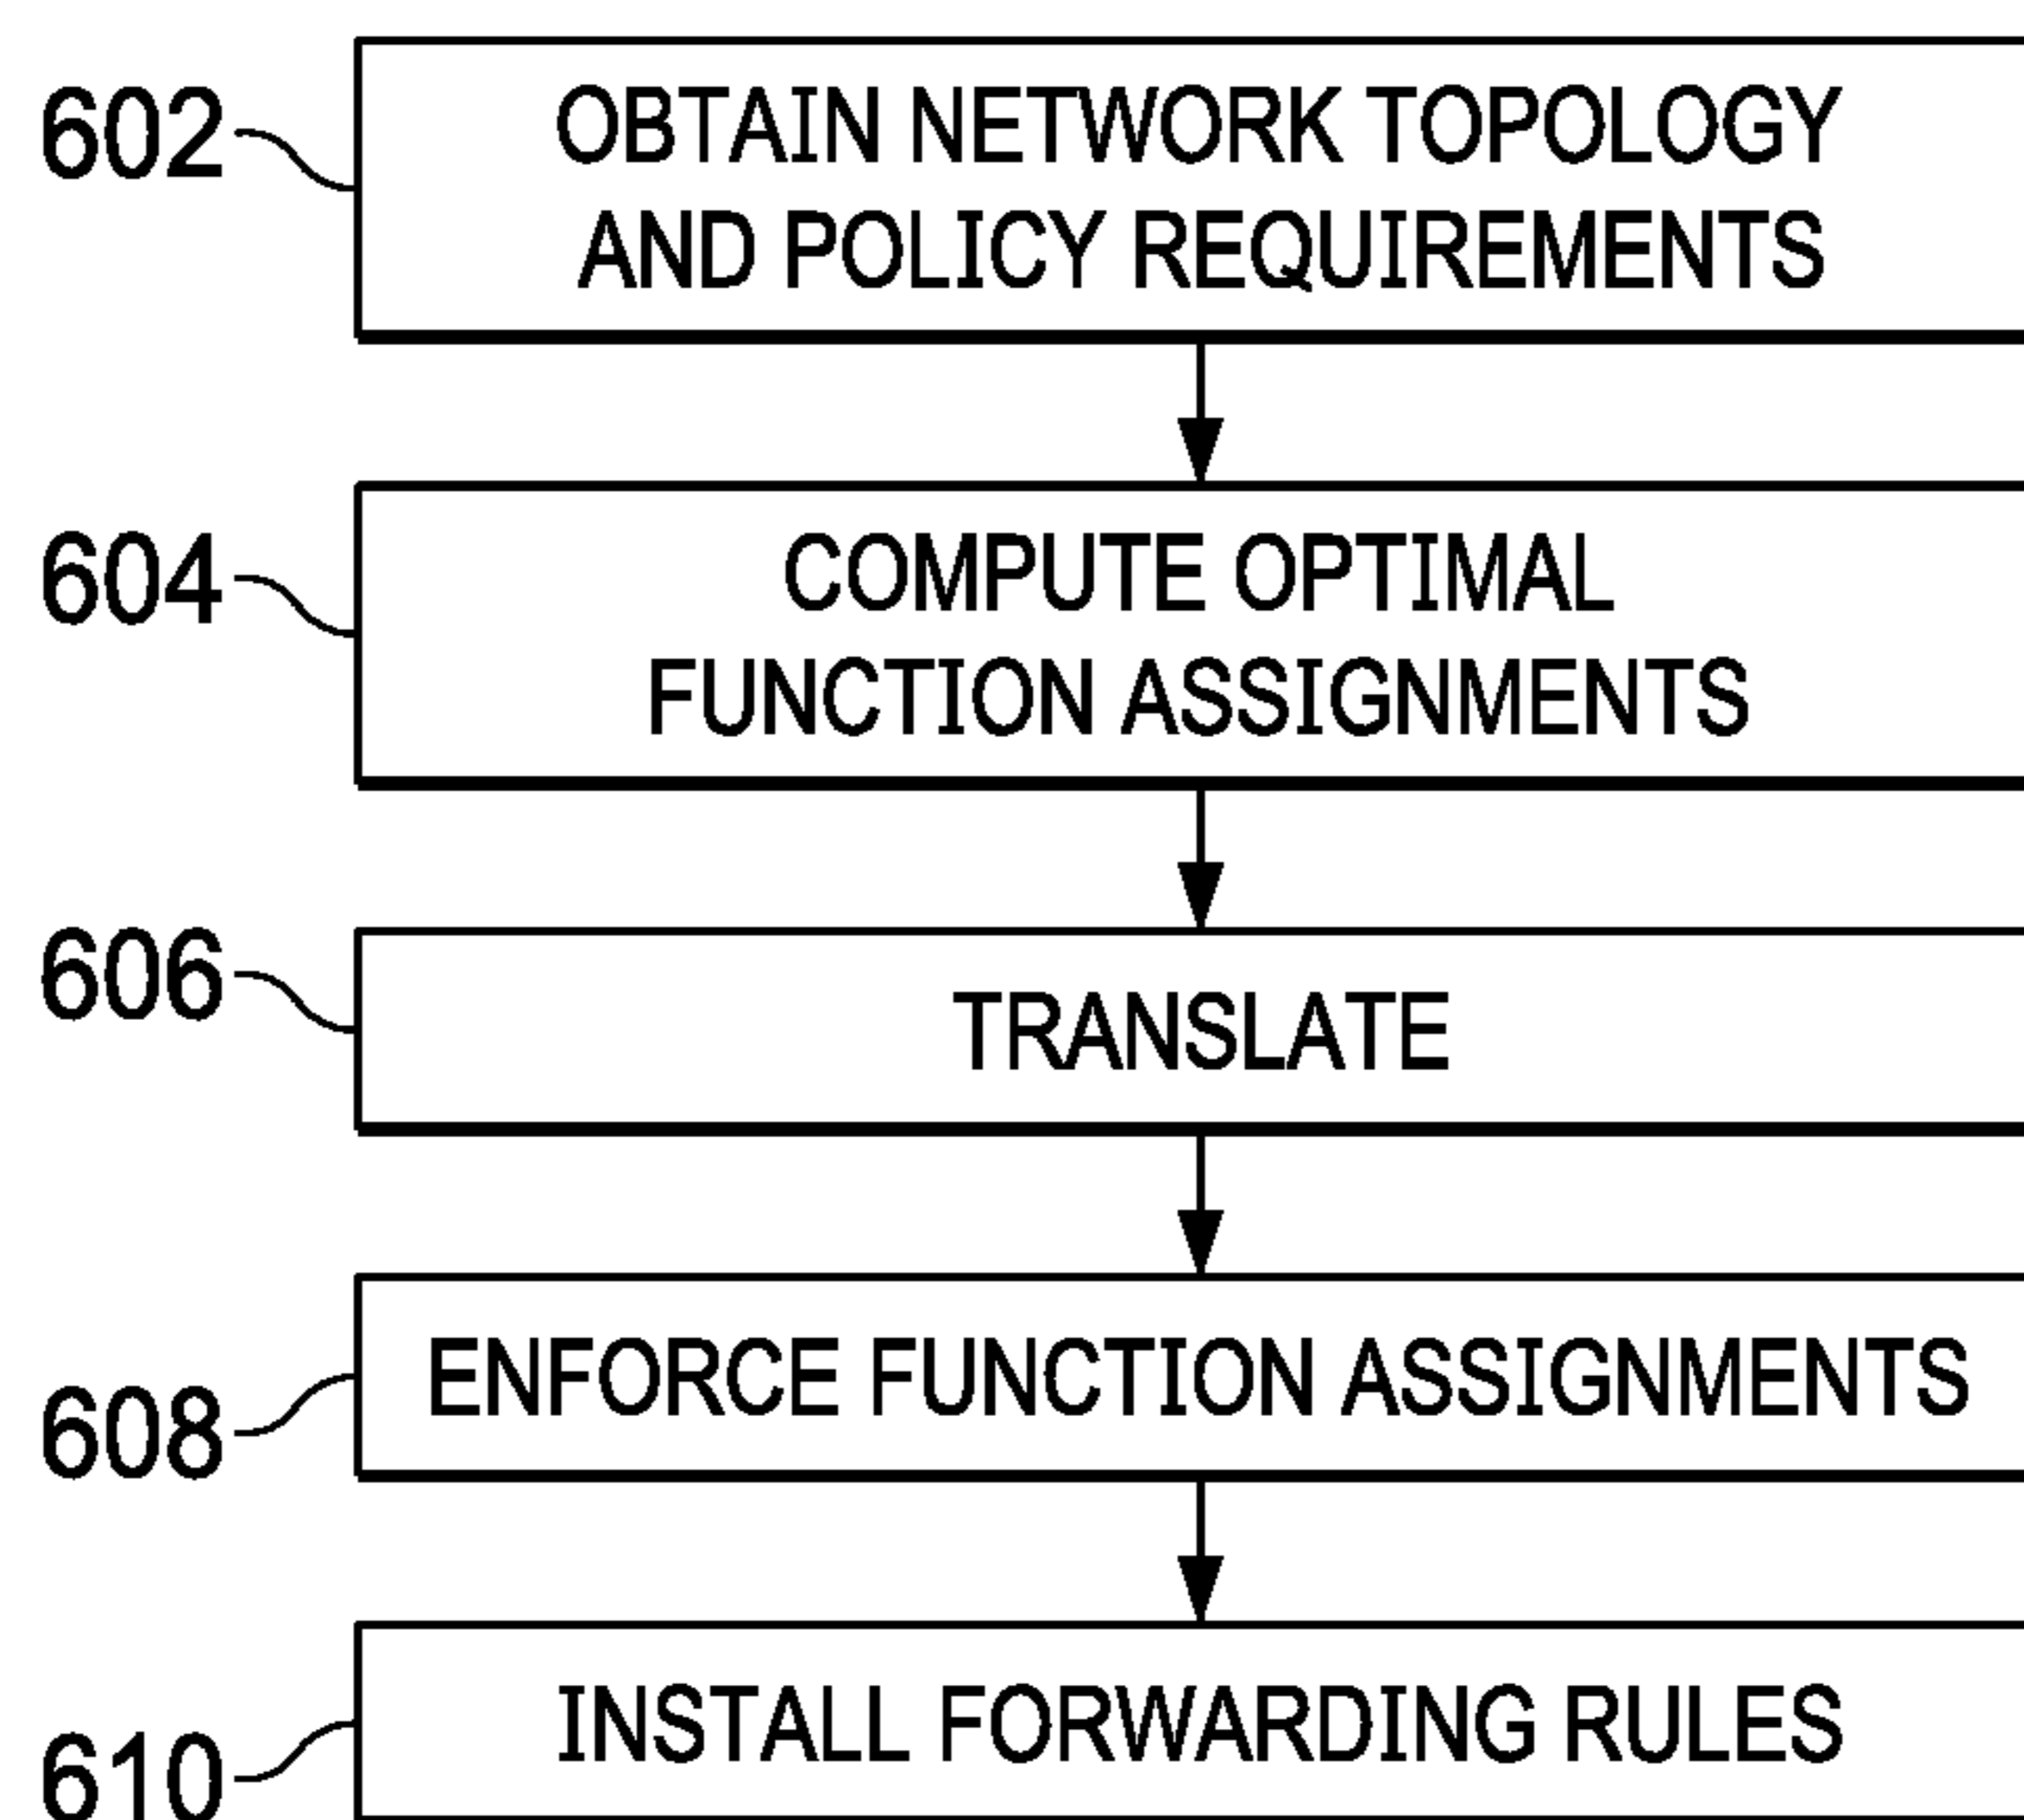 602
OBTAIN NETWORK TOPOLOGY
AND POLICY REQUIREMENTS
604
COMPUTE OPTIMAL
FUNCTION ASSIGNMENTS
606
TRANSLATE
608
ENFORCE FUNCTION ASSIGNMENTS
610
INSTALL FORWARDING RULES